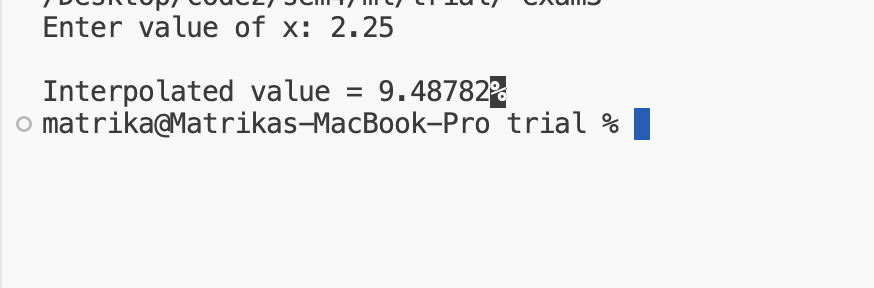 Enter value of x: 2.25
Interpolated value = 9.48782%
matrika@Matrikas-MacBook-Pro trial %